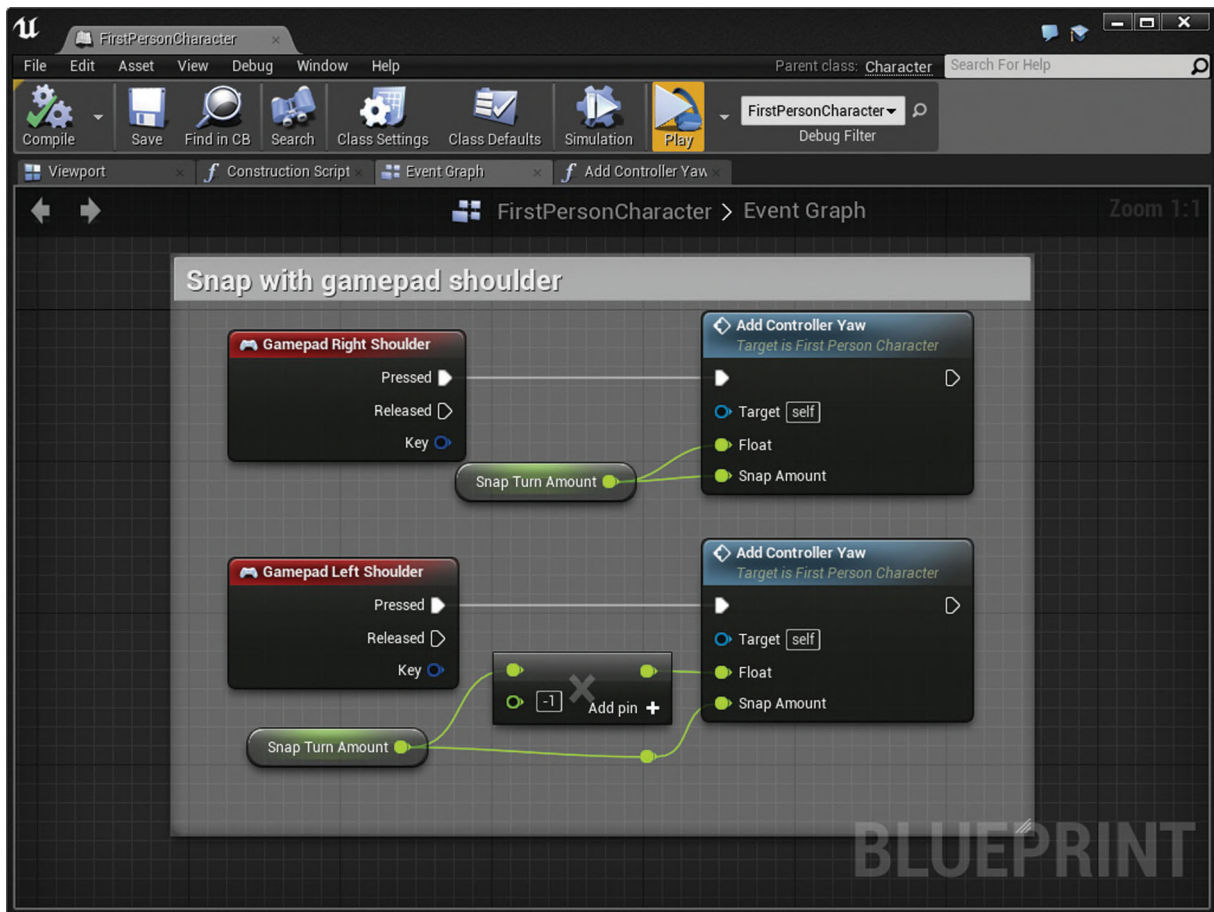 FirstPersonCharacter
File Edit Asset View Debug Window Help
Parent class: Character
Search For Help
Compile
Save
Find in CB
Search
Class Settings
Class Defaults
Simulation
Play
FirstPersonCharacter
Debug Filter
Viewport
Construction Script
Event Graph
Add Controller Yaw
FirstPersonCharacter > Event Graph
Zoom 1:1
Snap with gamepad shoulder
Gamepad Right Shoulder
Pressed
Released
Key
Snap Turn Amount
Add Controller Yaw
Target is First Person Character
Target self
Float
Snap Amount
Gamepad Left Shoulder
Pressed
Released
Key
Snap Turn Amount
-1
Add pin +
Add Controller Yaw
Target is First Person Character
Target self
Float
Snap Amount
BLUEPRINT